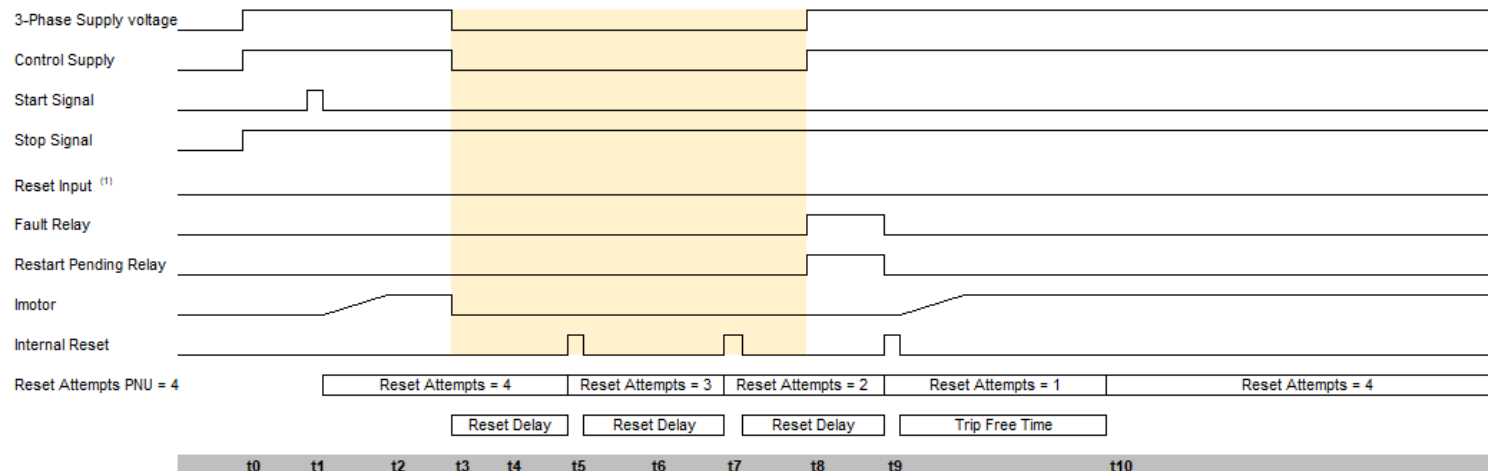 3-Phase Supply voltage
Control Supply
Start Signal
Stop Signal
Reset Input (1)
Fault Relay
Restart Pending Relay
Imotor
Internal Reset
Reset Attempts PNU = 4 Reset Attempts = 4 Reset Attempts = 3 Reset Attempts = 2 Reset Attempts = 1 Reset Attempts = 4
Reset Delay Reset Delay Reset Delay Trip Free Time
t0 t1 t2 t3 t4 t5 t6 t7 t8 t9 t10